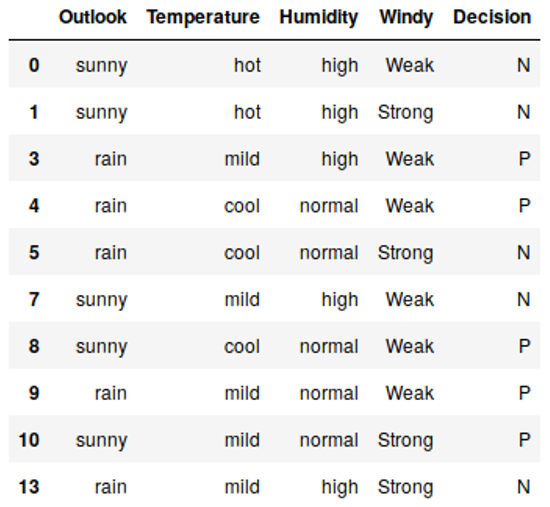 Outlook Temperature Humidity Windy Decision
0 sunny hot high Weak N
1 sunny hot high Strong N
3 rain mild high Weak P
4 rain cool normal Weak P
5 rain cool normal Strong N
7 sunny mild high Weak N
8 sunny cool normal Weak P
9 rain mild normal Weak P
10 sunny mild normal Strong P
13 rain mild high Strong N